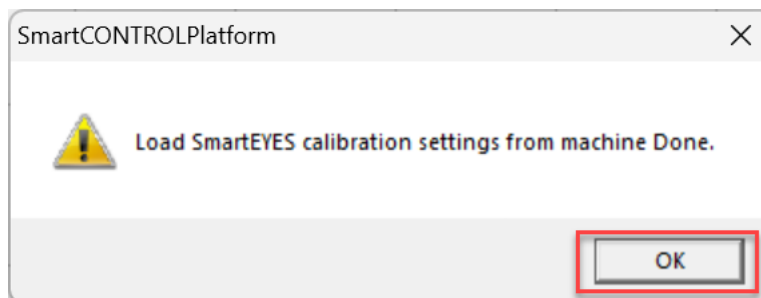 SmartCONTROLPlatform
Load SmartEYES calibration settings from machine Done.
OK